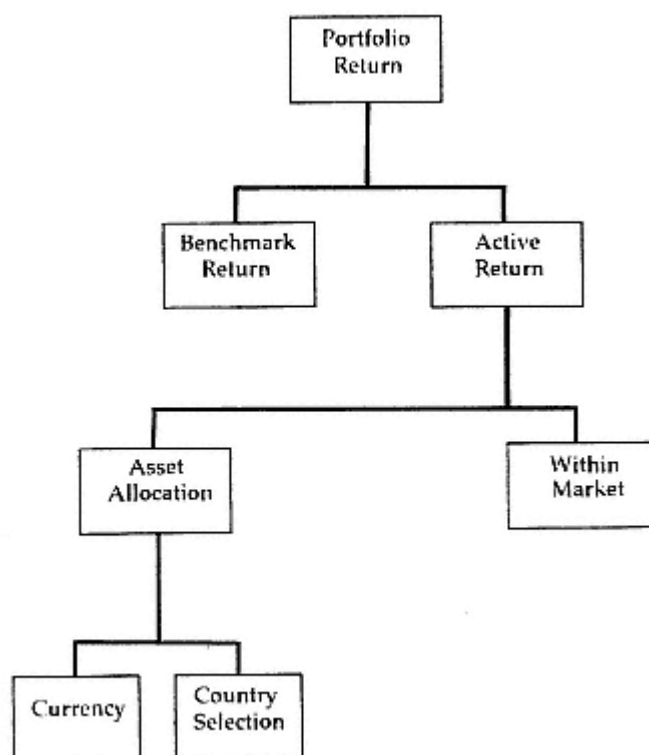 Portfolio
Return
Benchmark
Return
Active
Return
Asset
Allocation
Within
Market
Currency
Country
Selection